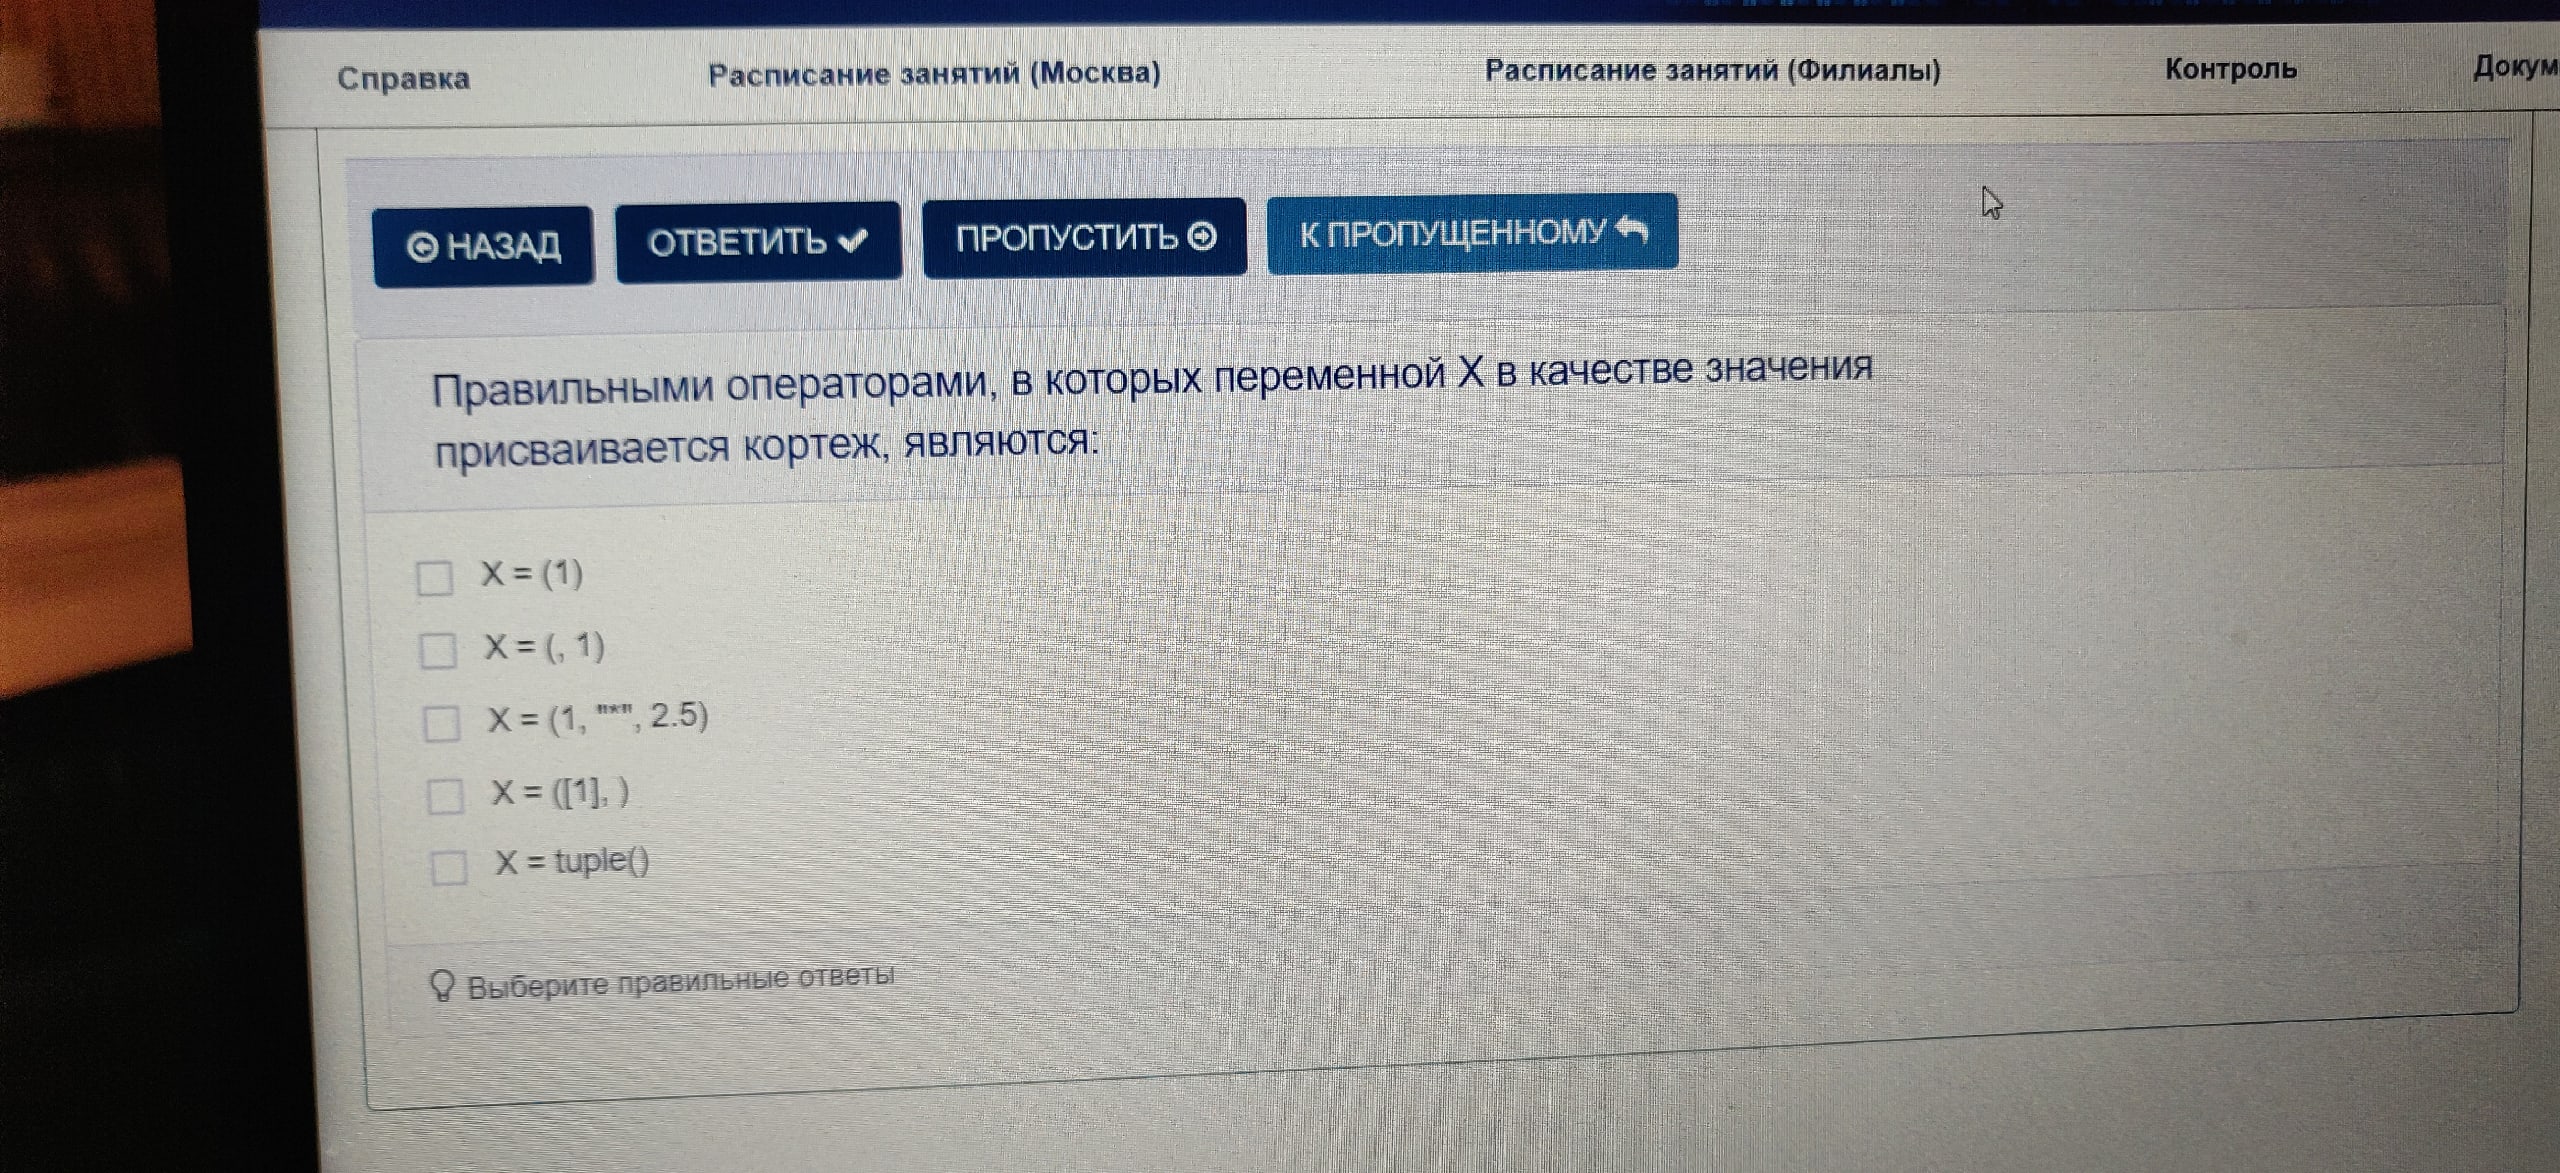 Справка Расписание занятий (Москва) Расписание занятий (Филиалы) Контроль Докум
НАЗАД ОТВЕТИТЬ ПРОПУСТИТЬ К ПРОПУЩЕННОМУ
Правильными операторами, в которых переменной X в качестве значения
присваивается кортеж, являются:
X = (1)
X = (, 1)
X = (1, "*", 2.5)
X = ([1], )
X = tuple()
Выберите правильные ответы